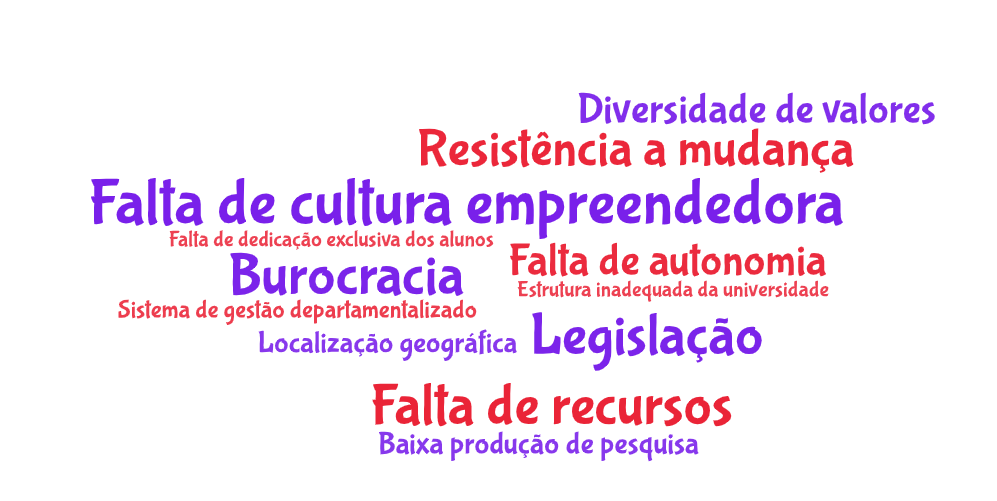 Diversidade de valores
Resistência a mudança
Falta de cultura empreendedora
Falta de dedicação exclusiva dos alunos
Burocracia
Falta de autonomia
Estrutura inadequada da universidade
Sistema de gestão departamentalizado
Localização geográfica
Legislação
Falta de recursos
Baixa produção de pesquisa